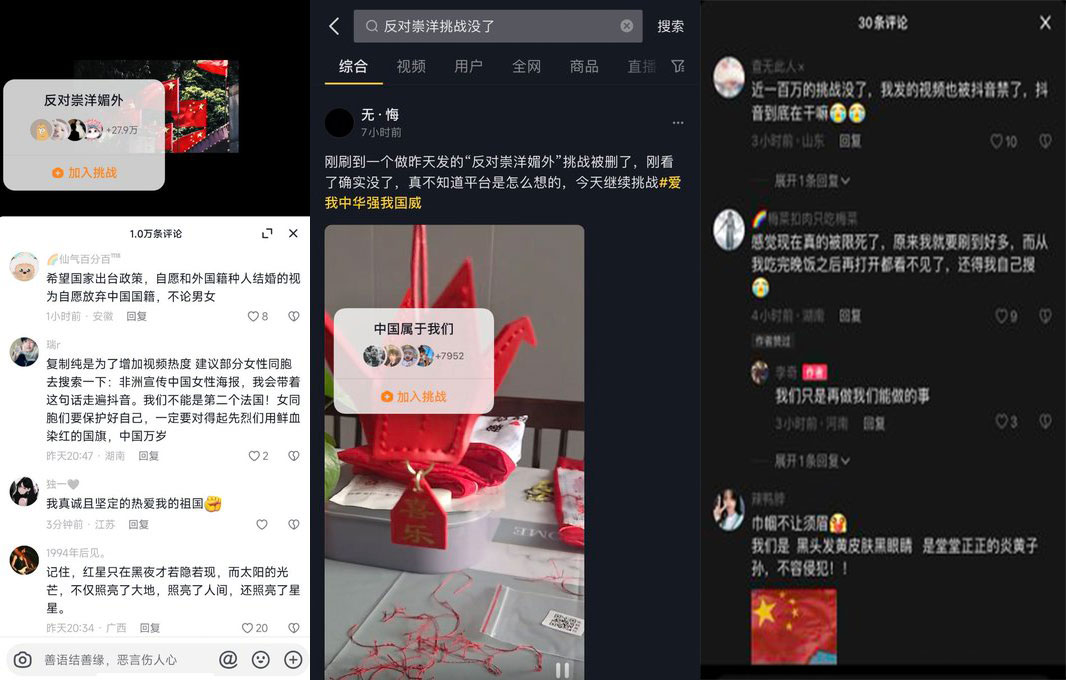 反对崇洋媚外
+27.9万
加入挑战
1.0万条评论
🌈仙气百分百™
希望国家出台政策，自愿和外国籍种人结婚的视
为自愿放弃中国国籍，不论男女
1小时前 · 安徽 回复
8
瑞r
复制纯是为了增加视频热度 建议部分女性同胞
去搜索一下：非洲宣传中国女性海报，我会带着
这句话走遍抖音。我们不能是第二个法国！女同
胞们要保护好自己，一定要对得起先烈们用鲜血
染红的国旗，中国万岁
昨天20:47 · 湖南 回复
2
独一🤍
我真诚且坚定的热爱我的祖国✊
3分钟前 · 江苏 回复
1994年后见。
记住，红星只在黑夜才若隐若现，而太阳的光
芒，不仅照亮了大地，照亮了人间，还照亮了星
星。
昨天20:34 · 广西 回复
20
善语结善缘，恶言伤人心
反对崇洋挑战没了
搜索
综合 视频 用户 全网 商品 直播
无·悔
7小时前
刚刷到一个做昨天发的“反对崇洋媚外”挑战被删了，刚看
了确实没了，真不知道平台是怎么想的，今天继续挑战#爱
我中华强我国威
中国属于我们
+7952
加入挑战
喜乐
HOME
30条评论
查无此人×
近一百万的挑战没了，我发的视频也被抖音禁了，抖
音到底在干嘛😭😭
3小时前 · 山东 回复
10
展开1条回复
🌈梅菜扣肉只吃梅菜
感觉现在真的被限死了，原来我就要刷到好多，而从
我吃完晚饭之后再打开都看不见了，还得我自己搜
😭
4小时前 · 湖南 回复
9
作者赞过
李奇 作者
我们只是再做我们能做的事
3小时前 · 河南 回复
3
展开1条回复
辣鸭脖
巾帼不让须眉
我们是 黑头发黄皮肤黑眼睛 是堂堂正正的炎黄子
孙，不容侵犯！！